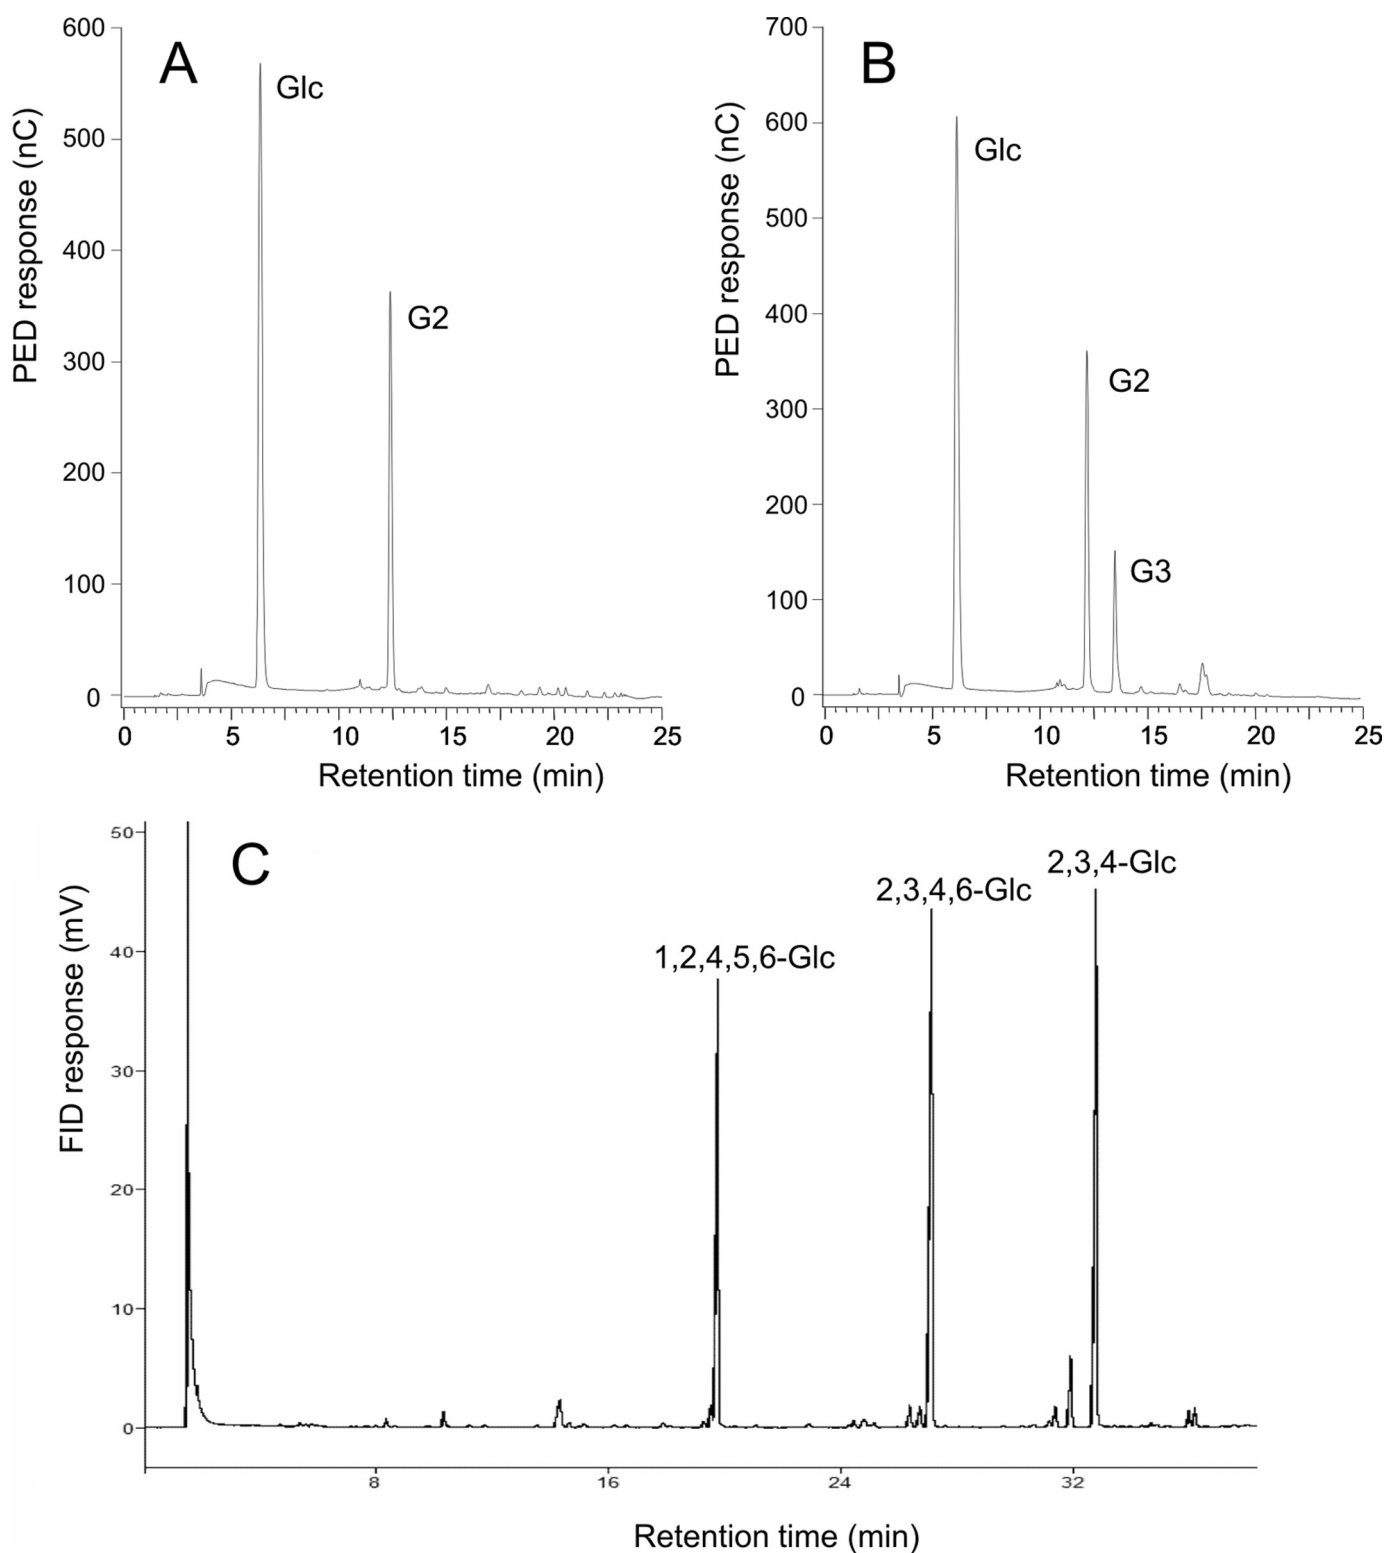 A
PED response (nC)
600
500
400
300
200
100
0
Glc
G2
0 5 10 15 20 25
Retention time (min)
B
PED response (nC)
700
600
500
400
300
200
100
0
Glc
G2
G3
0 5 10 15 20 25
Retention time (min)
C
FID response (mV)
50
40
30
20
10
0
1,2,4,5,6-Glc
2,3,4,6-Glc
2,3,4-Glc
8 16 24 32
Retention time (min)